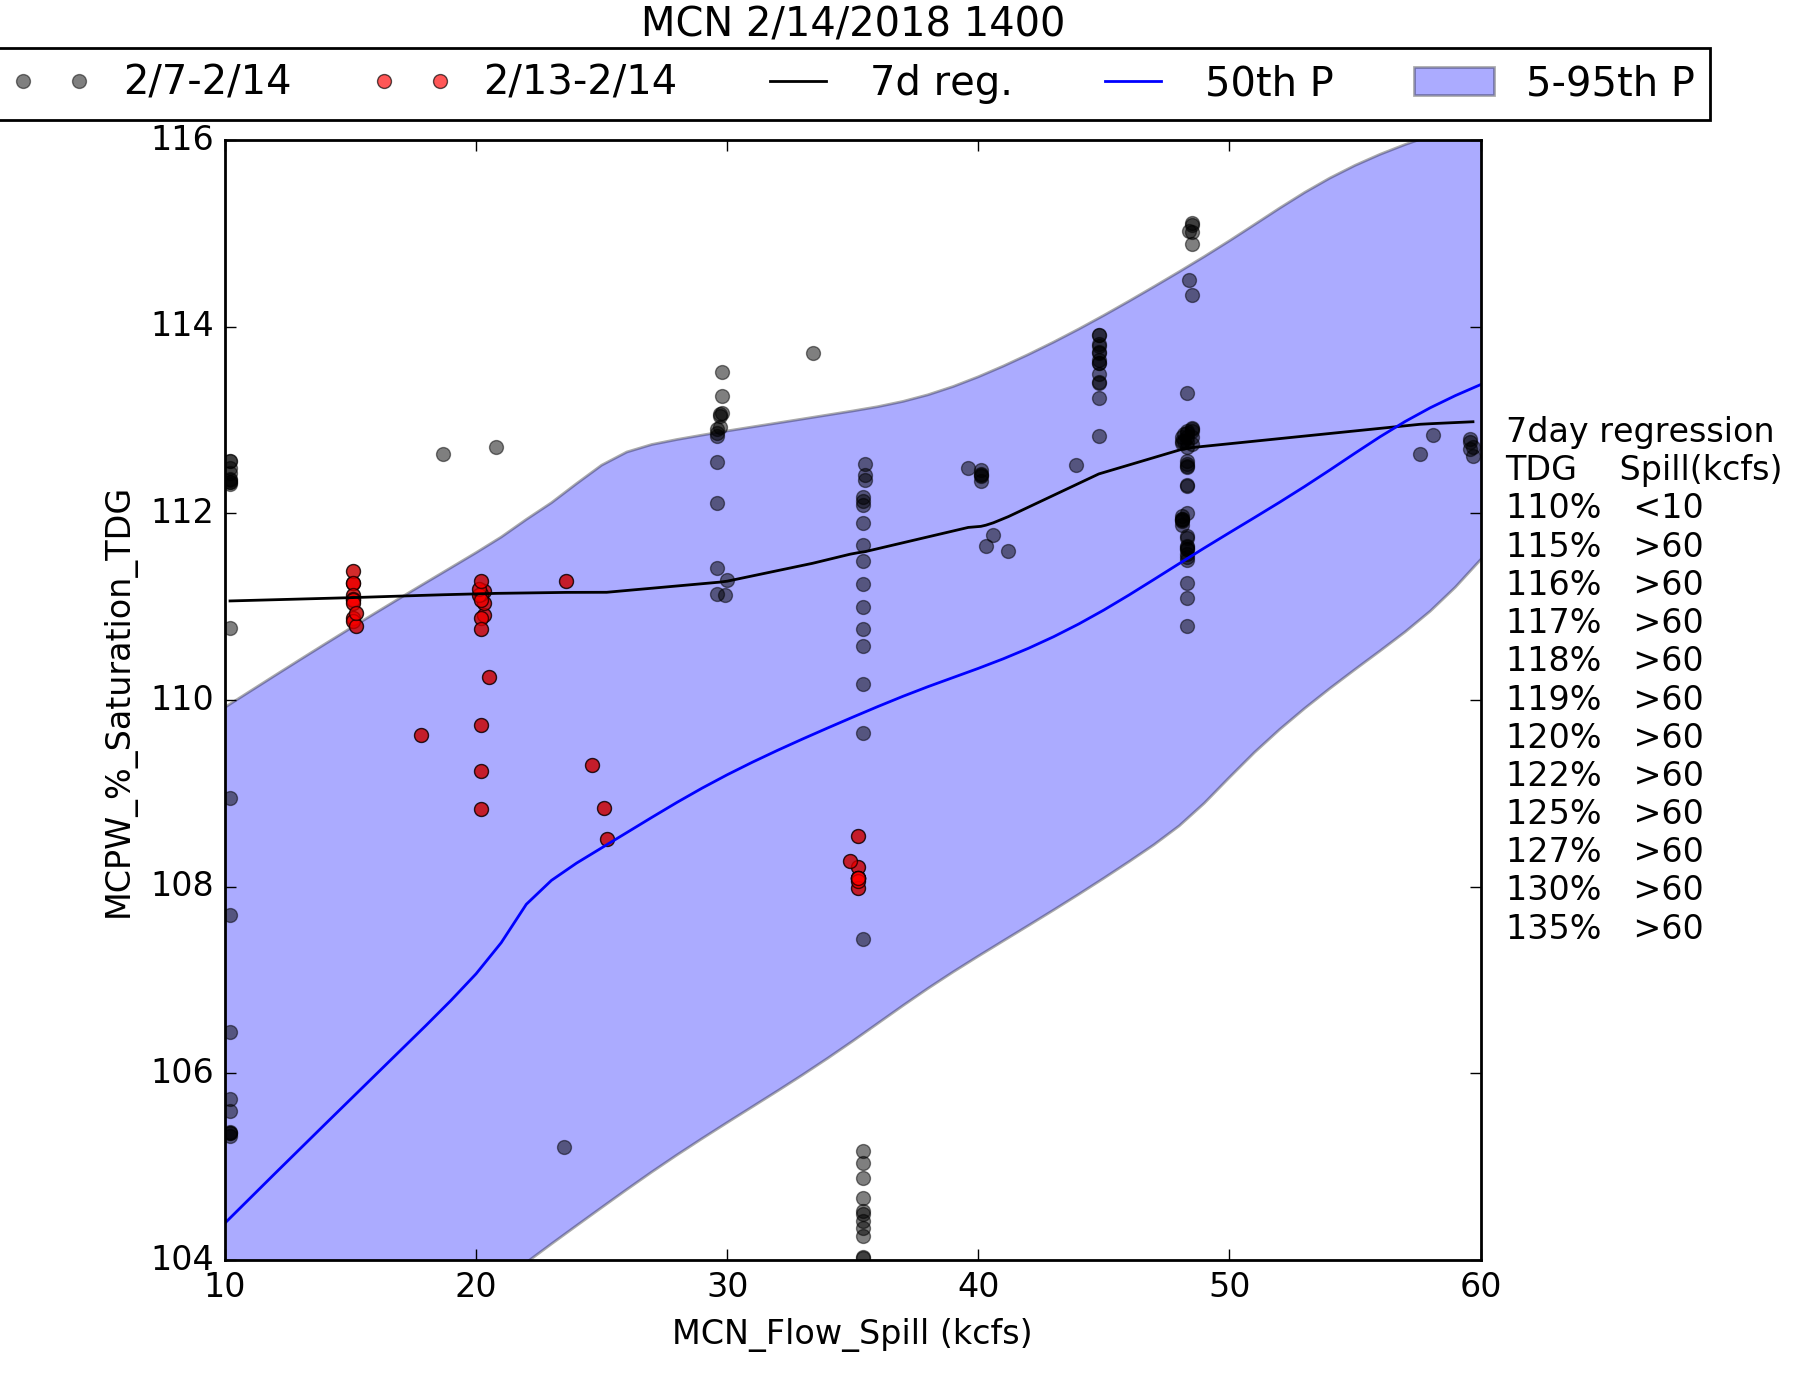 MCN 2/14/2018 1400
2/7-2/14 2/13-2/14 7d reg. 50th P 5-95th P
116
114
112
110
108
106
104
MCPW_%_Saturation_TDG
10 20 30 40 50 60
MCN_Flow_Spill (kcfs)
7day regression
TDG Spill(kcfs)
110% <10
115% >60
116% >60
117% >60
118% >60
119% >60
120% >60
122% >60
125% >60
127% >60
130% >60
135% >60